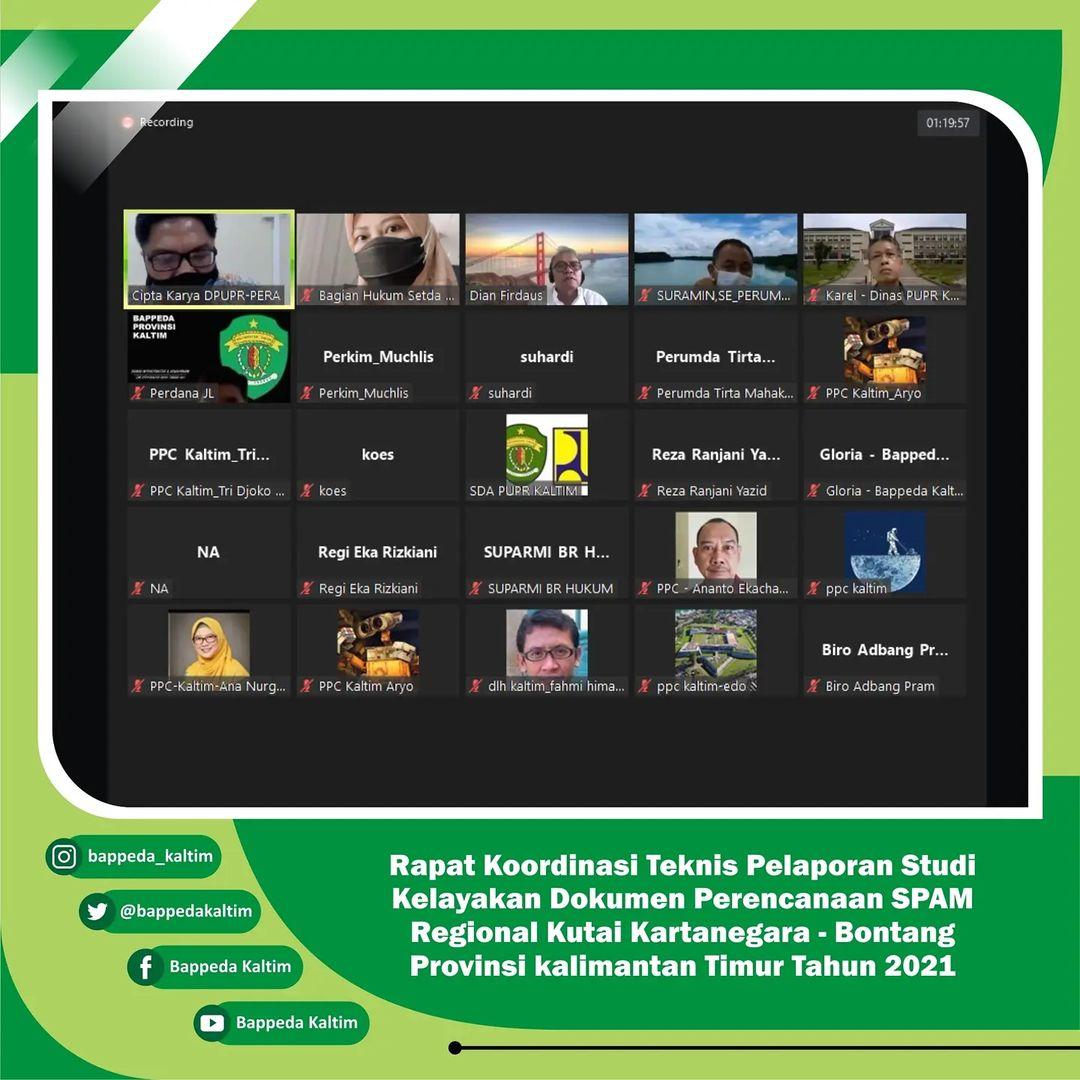 Recording
01:19:57
Cipta Karya DPUPR-PERA
Bagian Hukum Setda ...
Dian Firdaus
SURAMIN,SE_PERUM...
Karel - Dinas PUPR K...
BAPPEDA
PROVINSI
KALTIM
Perdana JL
Perkim_Muchlis
Perkim_Muchlis
suhardi
suhardi
Perumda Tirta...
Perumda Tirta Mahak...
PPC Kaltim_Aryo
PPC Kaltim_Tri...
PPC Kaltim_Tri Djoko ...
koes
koes
SDA PUPR KALTIM
Reza Ranjani Ya...
Reza Ranjani Yazid
Gloria - Bapped...
Gloria - Bappeda Kalt...
NA
NA
Regi Eka Rizkiani
Regi Eka Rizkiani
SUPARMI BR H...
SUPARMI BR HUKUM
PPC - Ananto Ekacha...
ppc kaltim
PPC-Kaltim-Ana Nurg...
PPC Kaltim Aryo
dlh kaltim_fahmi hima...
ppc kaltim-edo
Biro Adbang Pr...
Biro Adbang Pram
bappeda_kaltim
@bappedakaltim
Bappeda Kaltim
Bappeda Kaltim
Rapat Koordinasi Teknis Pelaporan Studi
Kelayakan Dokumen Perencanaan SPAM
Regional Kutai Kartanegara - Bontang
Provinsi kalimantan Timur Tahun 2021